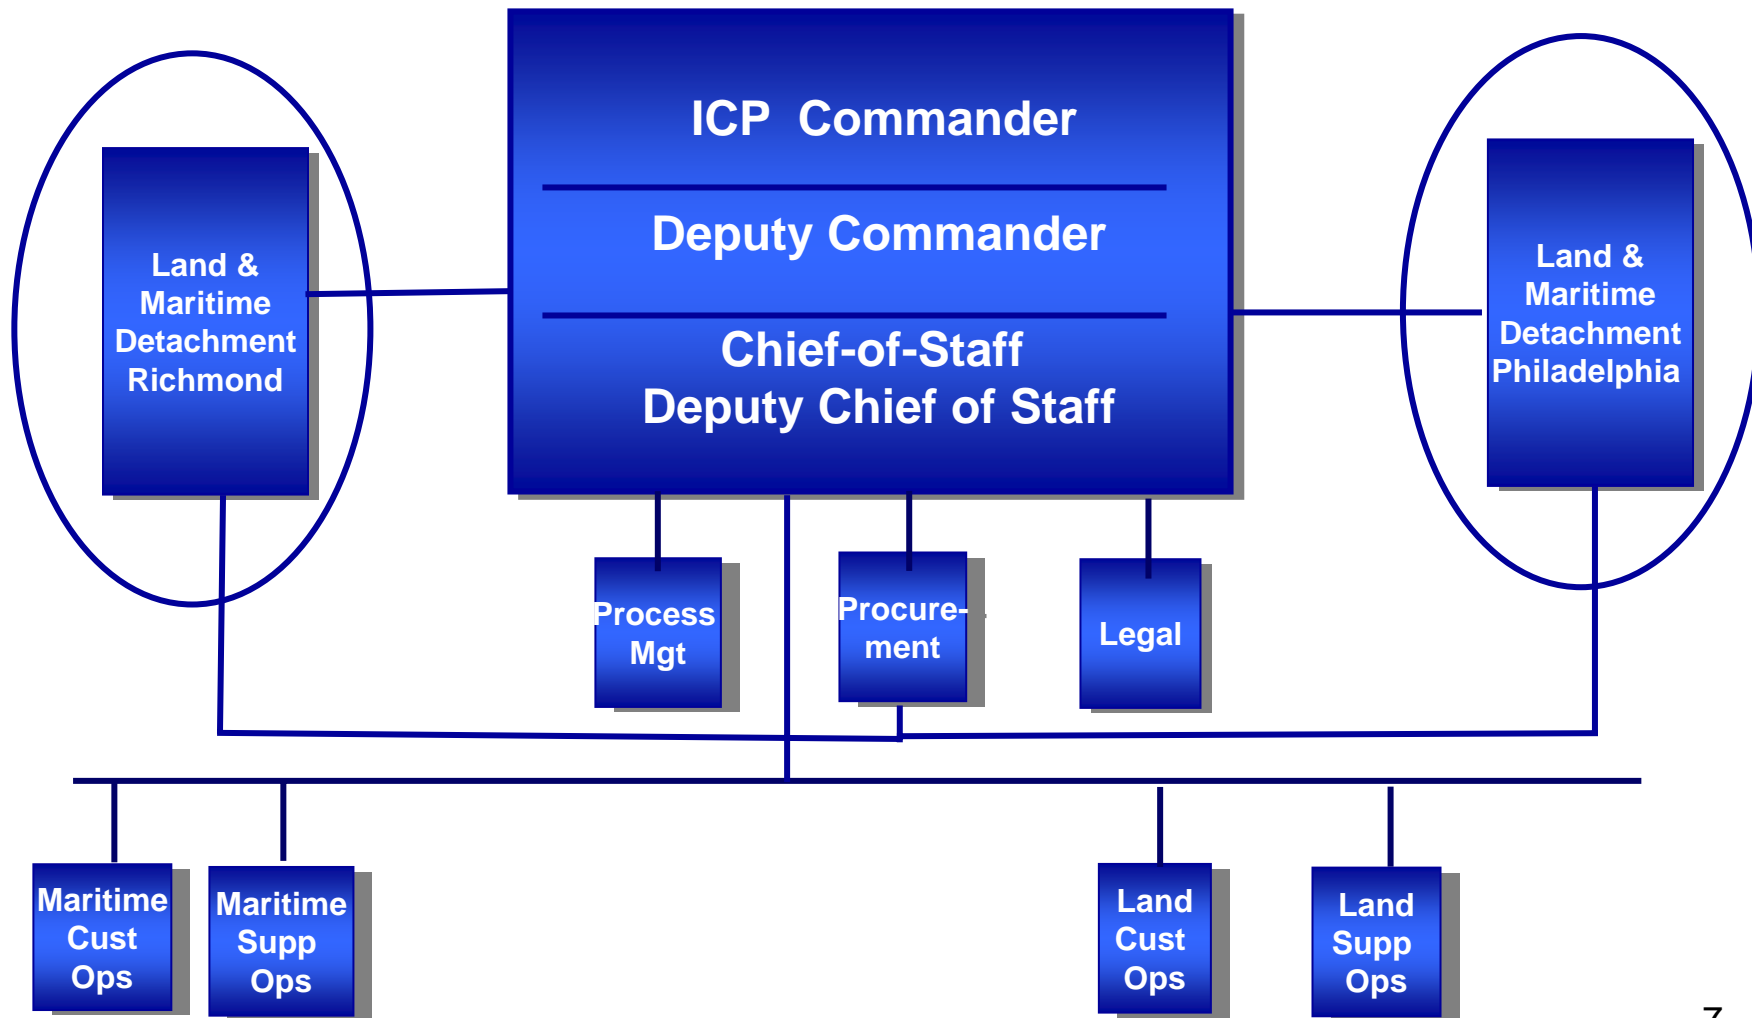 ICP  Commander
Deputy Commander
Chief-of-Staff
Deputy Chief of Staff
Land &
Maritime
Detachment
Richmond
Land &
Maritime
Detachment
Philadelphia
Process
Mgt
Procure-
ment
Legal
Maritime
Cust
Ops
Maritime
Supp
Ops
Land
Cust
Ops
Land
Supp
Ops
7